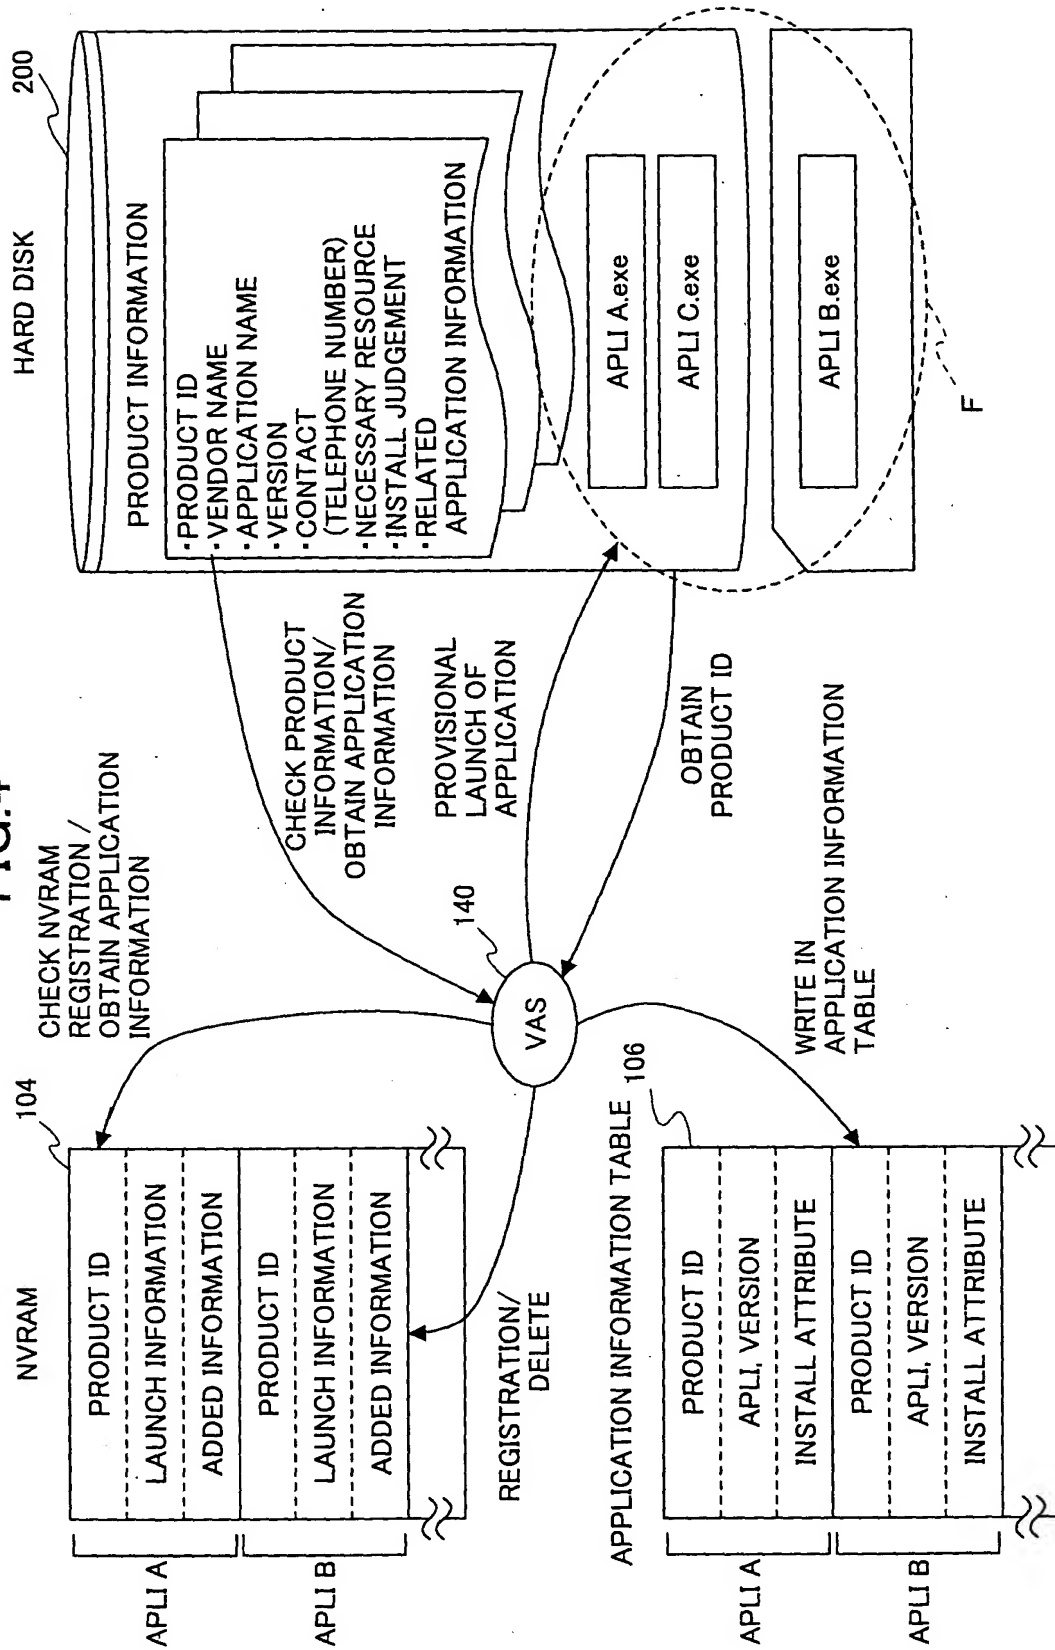 FIG.4
NVRAM
104
PRODUCT ID
LAUNCH INFORMATION
ADDED INFORMATION
PRODUCT ID
LAUNCH INFORMATION
ADDED INFORMATION
APLI A
APLI B
CHECK NVRAM
REGISTRATION /
OBTAIN APPLICATION
INFORMATION
REGISTRATION/
DELETE
APPLICATION INFORMATION TABLE
106
PRODUCT ID
APLI, VERSION
INSTALL ATTRIBUTE
PRODUCT ID
APLI, VERSION
INSTALL ATTRIBUTE
APLI A
APLI B
VAS
140
WRITE IN
APPLICATION INFORMATION
TABLE
CHECK PRODUCT
INFORMATION/
OBTAIN APPLICATION
INFORMATION
PROVISIONAL
LAUNCH OF
APPLICATION
OBTAIN
PRODUCT ID
HARD DISK
200
PRODUCT INFORMATION
・PRODUCT ID
・VENDOR NAME
・APPLICATION NAME
・VERSION
・CONTACT
(TELEPHONE NUMBER)
・NECESSARY RESOURCE
・INSTALL JUDGEMENT
・RELATED
APPLICATION INFORMATION
APLI A.exe
APLI C.exe
APLI B.exe
F